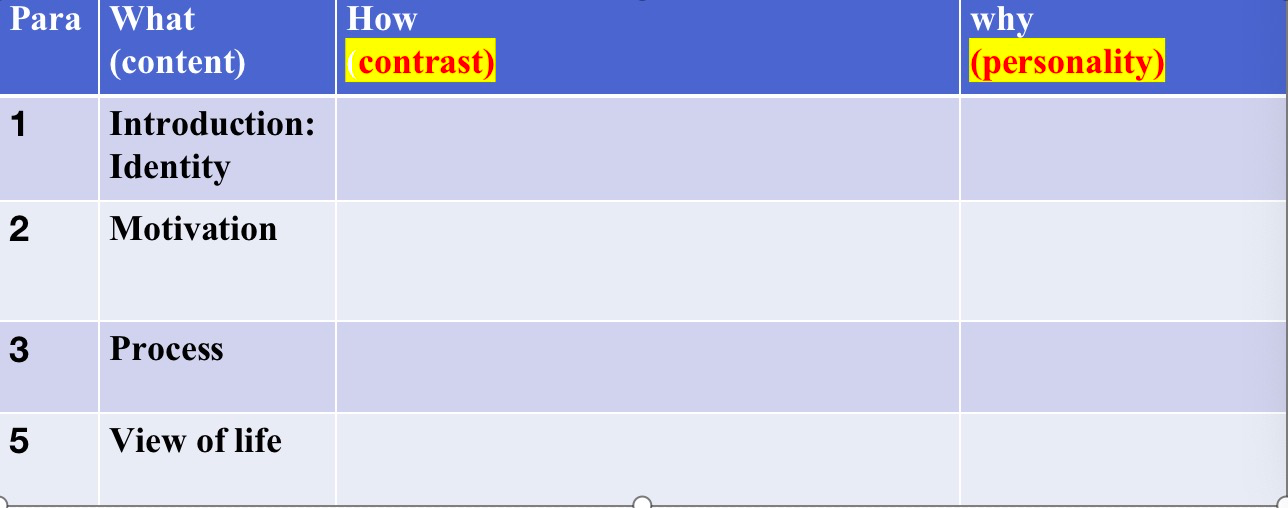 Para What How why
(content) (contrast) (personality)
1 Introduction:
Identity
2 Motivation
3 Process
5 View of life